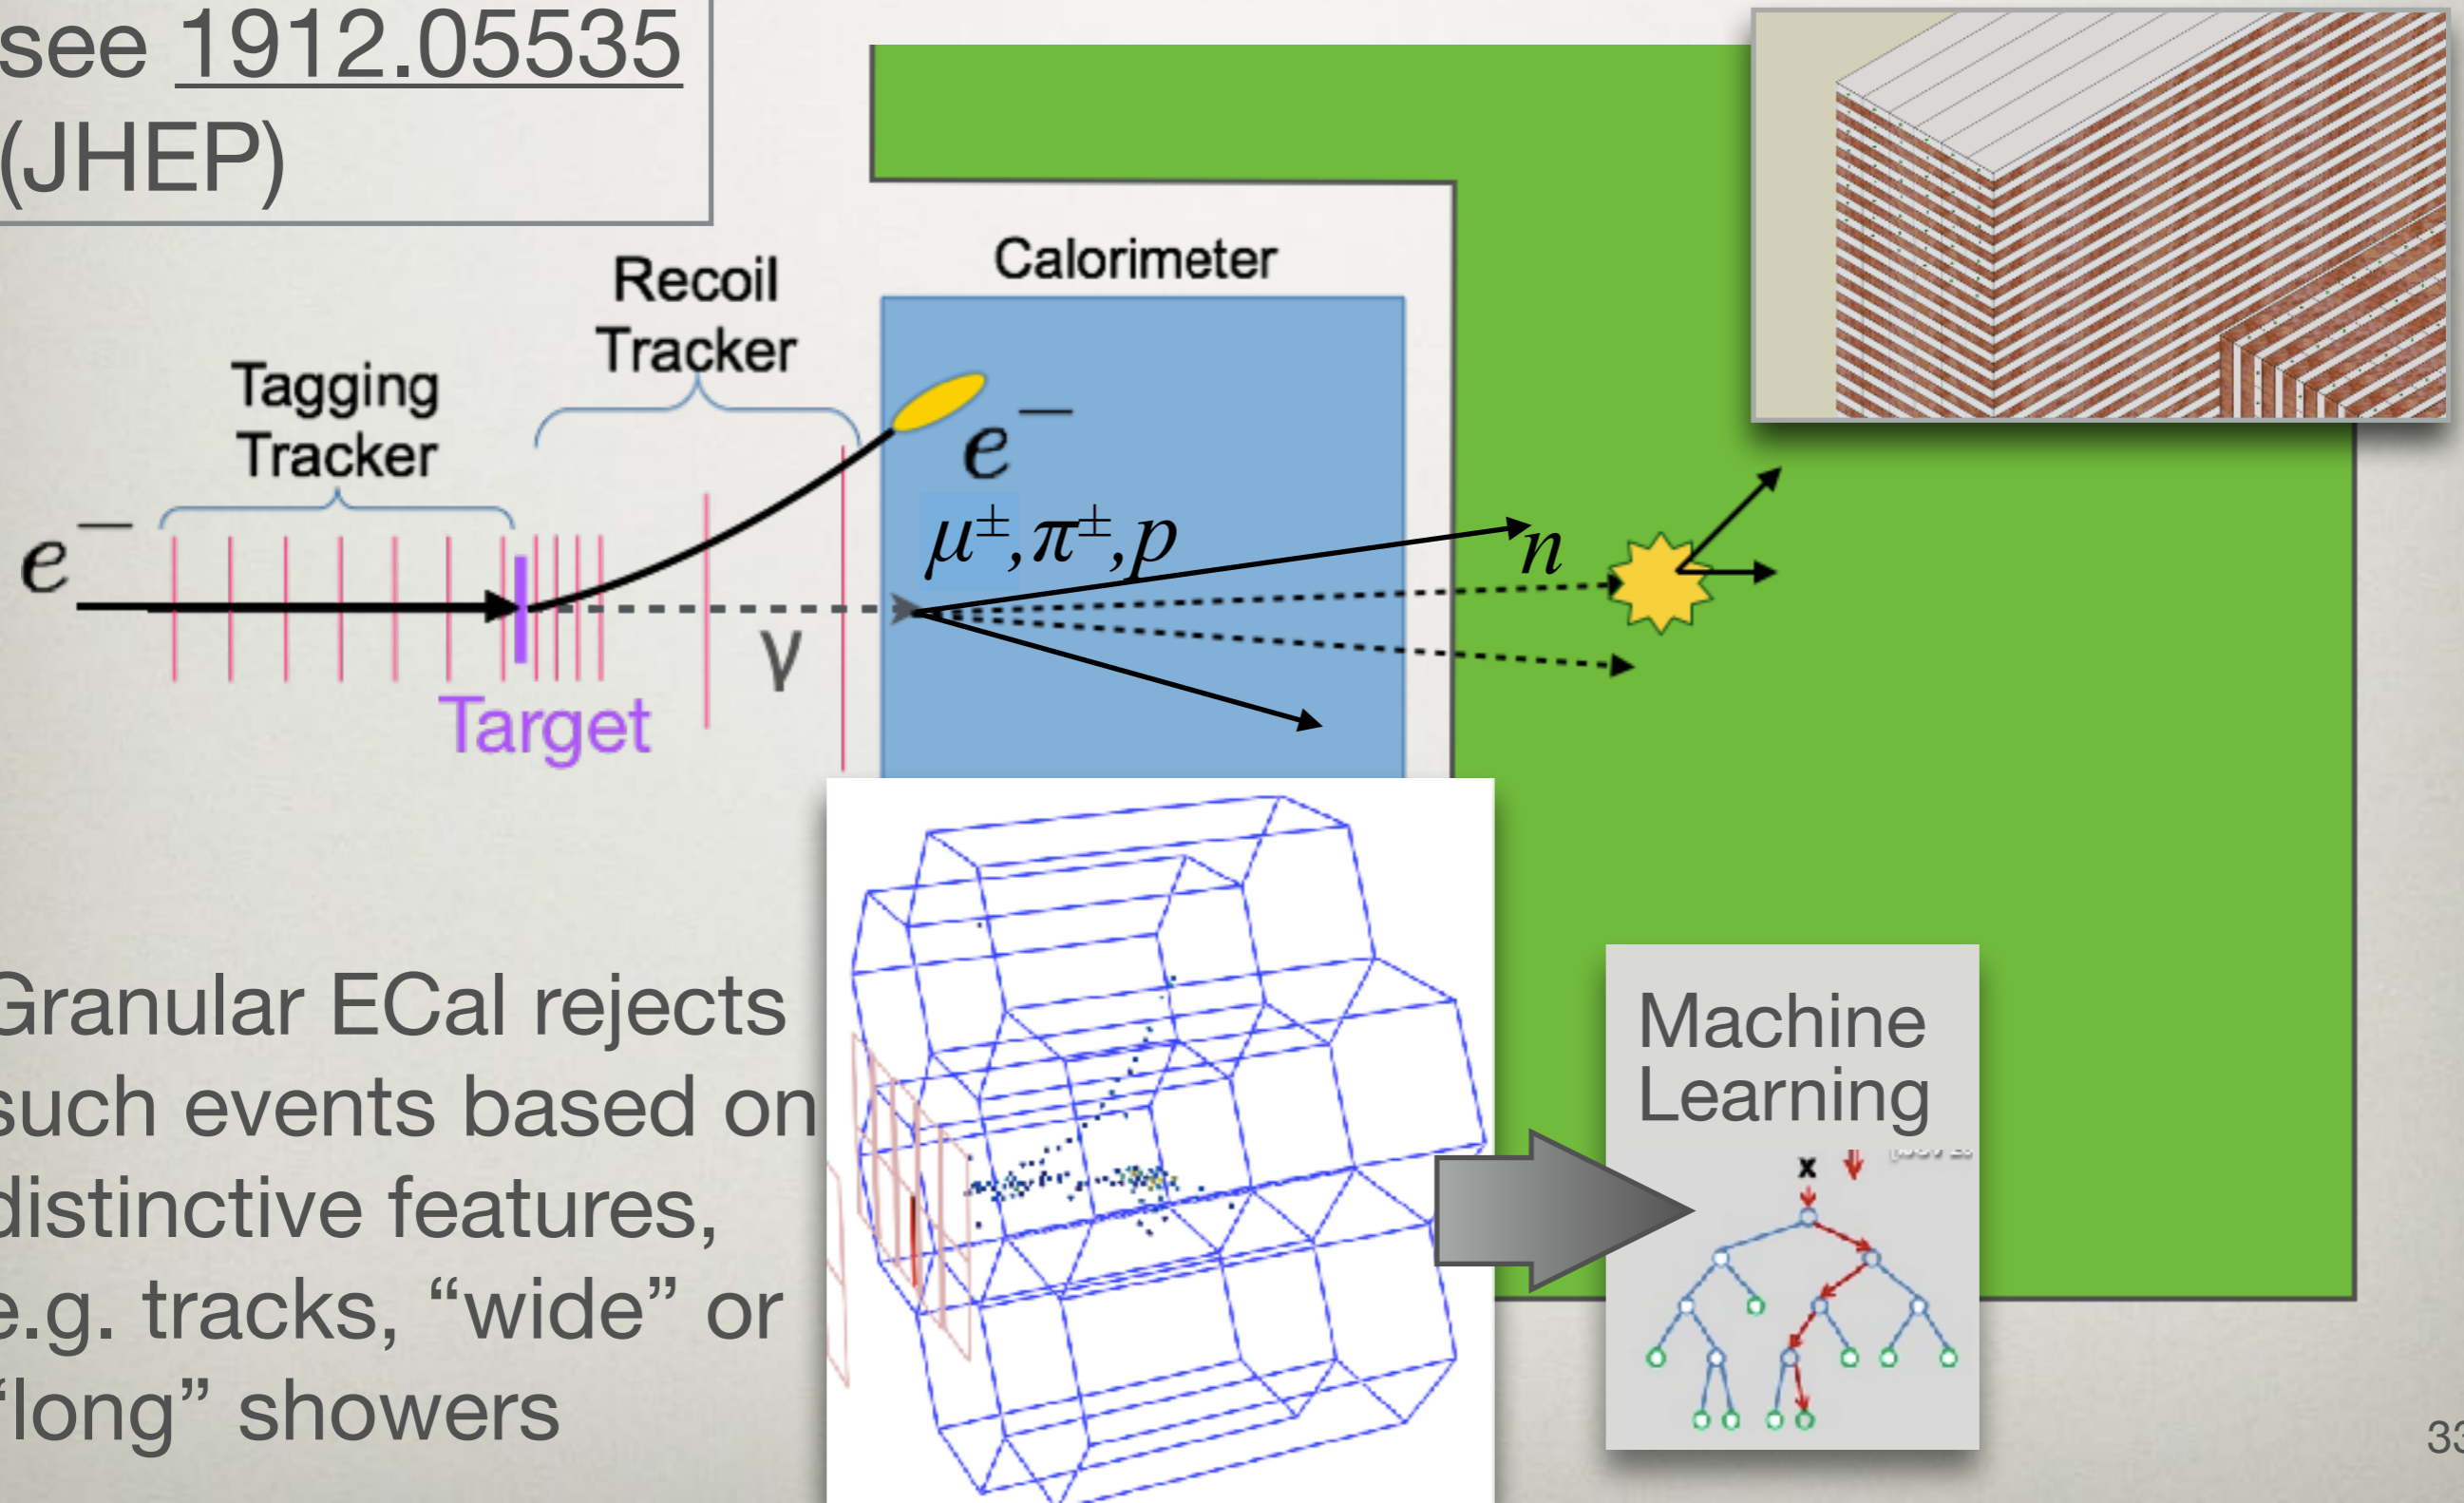 see 1912.05535
(JHEP)
Calorimeter
Recoil
Tracker
Tagging
Tracker
e⁻
e⁻
μ±,π±,p
n
γ
Target
Granular ECal rejects
such events based on
distinctive features,
e.g. tracks, “wide” or
“long” showers
Machine
Learning
x
33